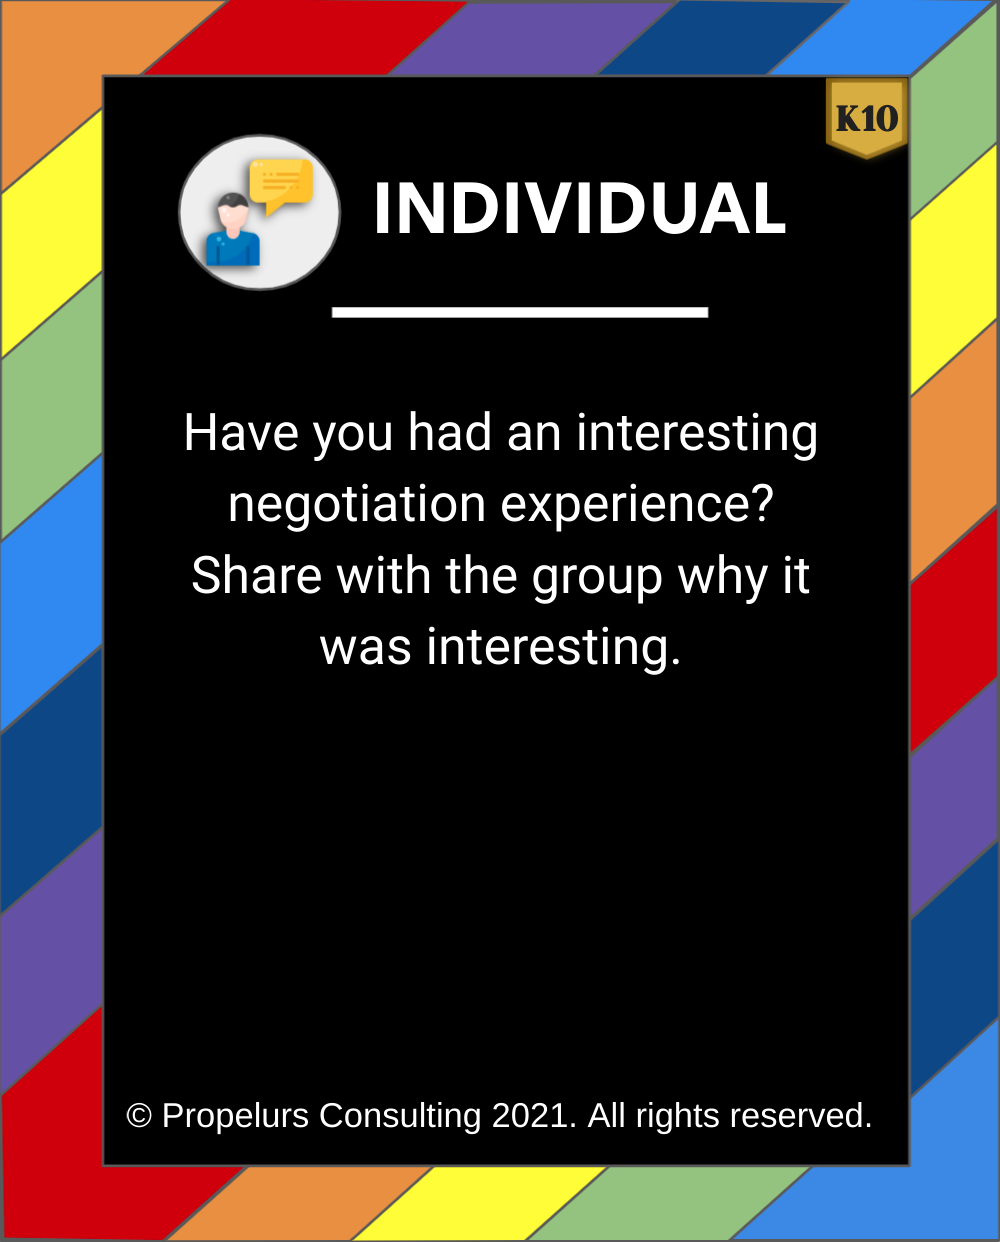 K10
INDIVIDUAL
Have you had an interesting
negotiation experience?
Share with the group why it
was interesting.
© Propelurs Consulting 2021. All rights reserved.